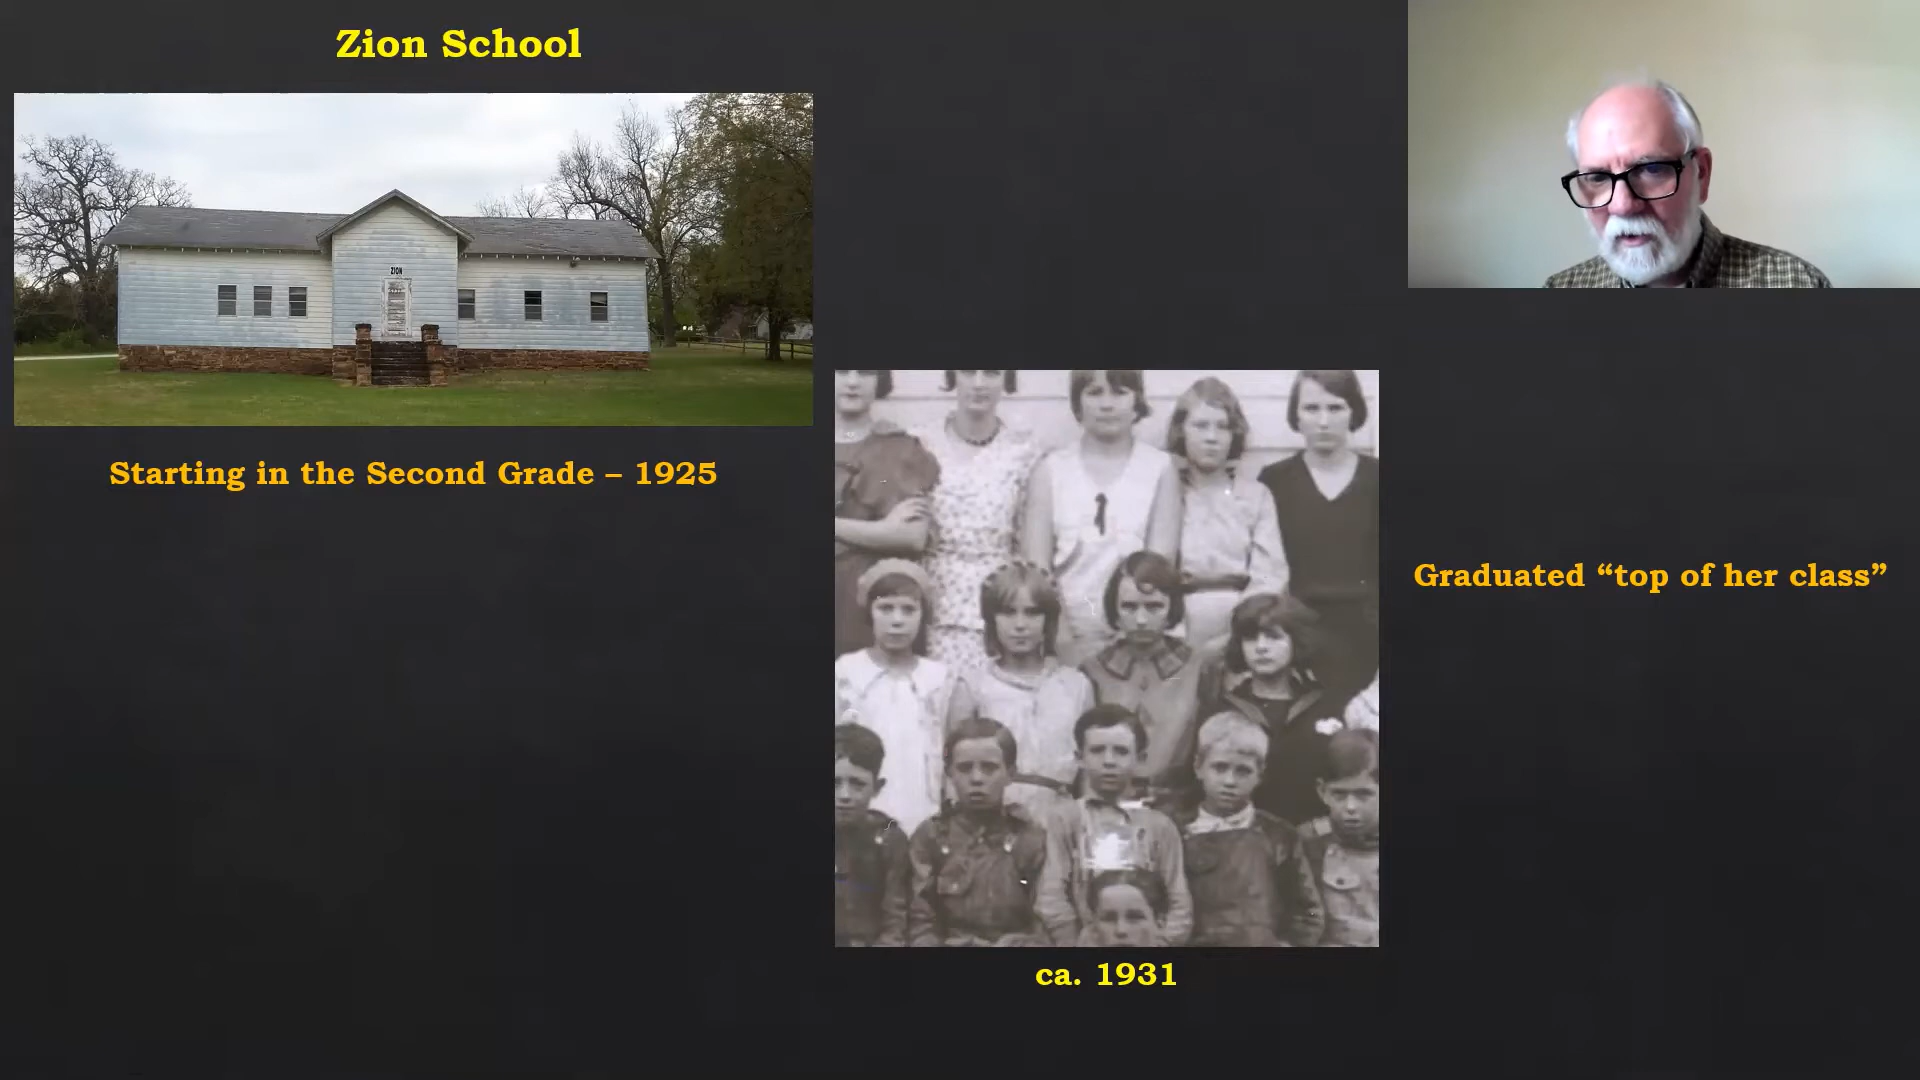 Zion School
ZION
Starting in the Second Grade – 1925
Graduated “top of her class”
ca. 1931